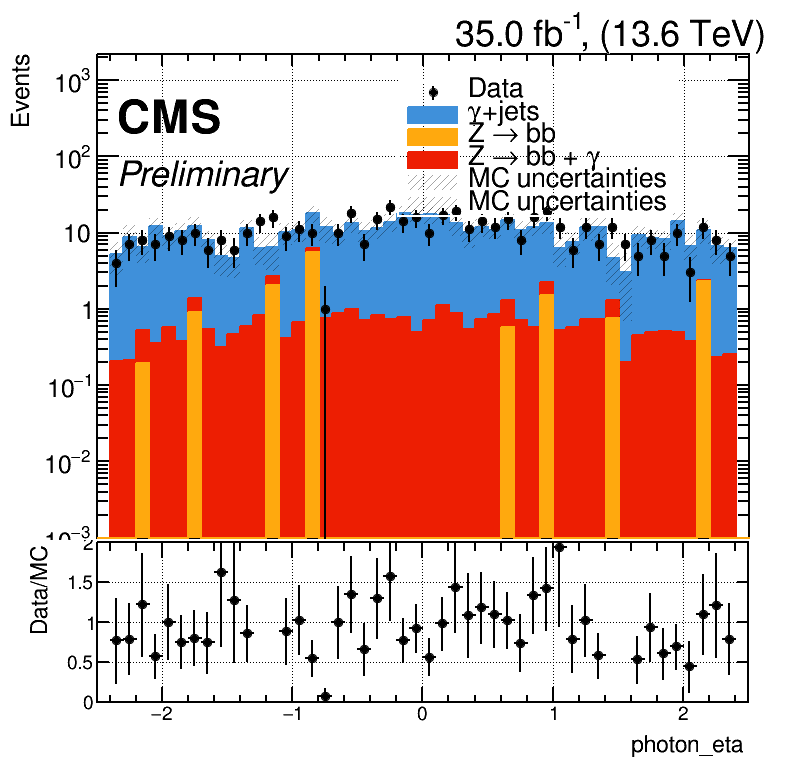 35.0 fb⁻¹, (13.6 TeV)
Events
10³
10²
10
1
10⁻¹
10⁻²
10⁻³
CMS
Preliminary
Data
γ+jets
Z → bb
Z → bb + γ
MC uncertainties
MC uncertainties
Data/MC
2
1.5
1
0.5
0
−2 −1 0 1 2
photon_eta